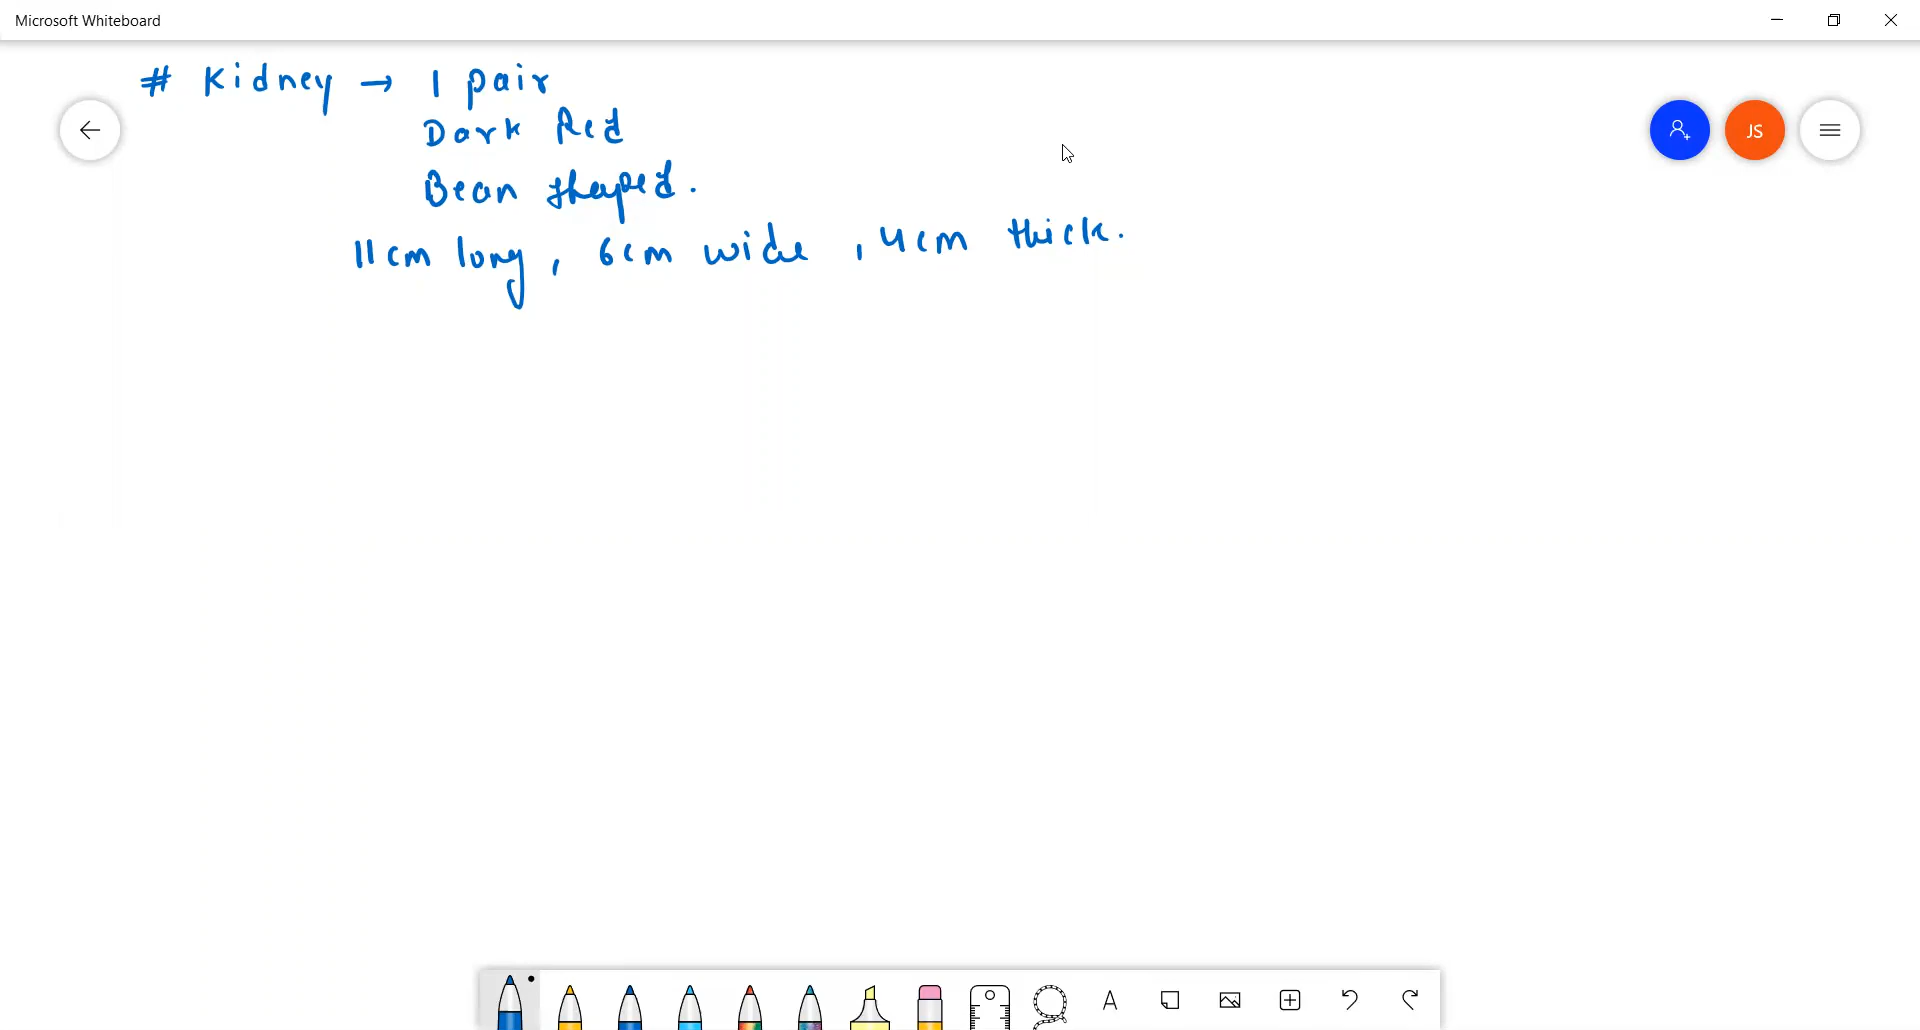 Microsoft Whiteboard
# Kidney → 1 pair
Dark Red
Bean shaped.
JS
11cm long, 6cm wide, 4cm thick.
A